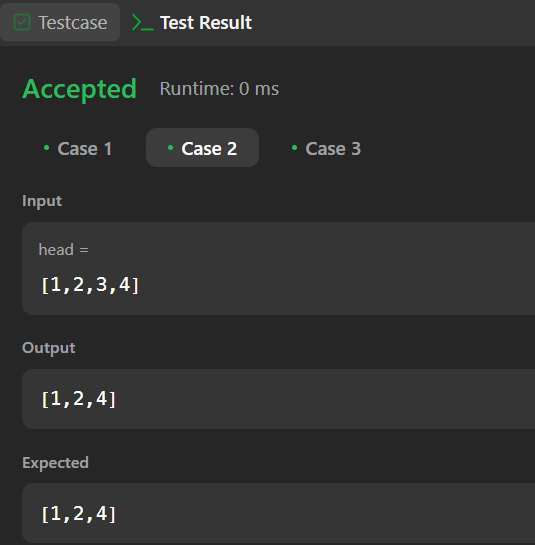 Testcase
Test Result
Accepted
Runtime: 0 ms
Case 1
Case 2
Case 3
Input
head =
[1,2,3,4]
Output
[1,2,4]
Expected
[1,2,4]